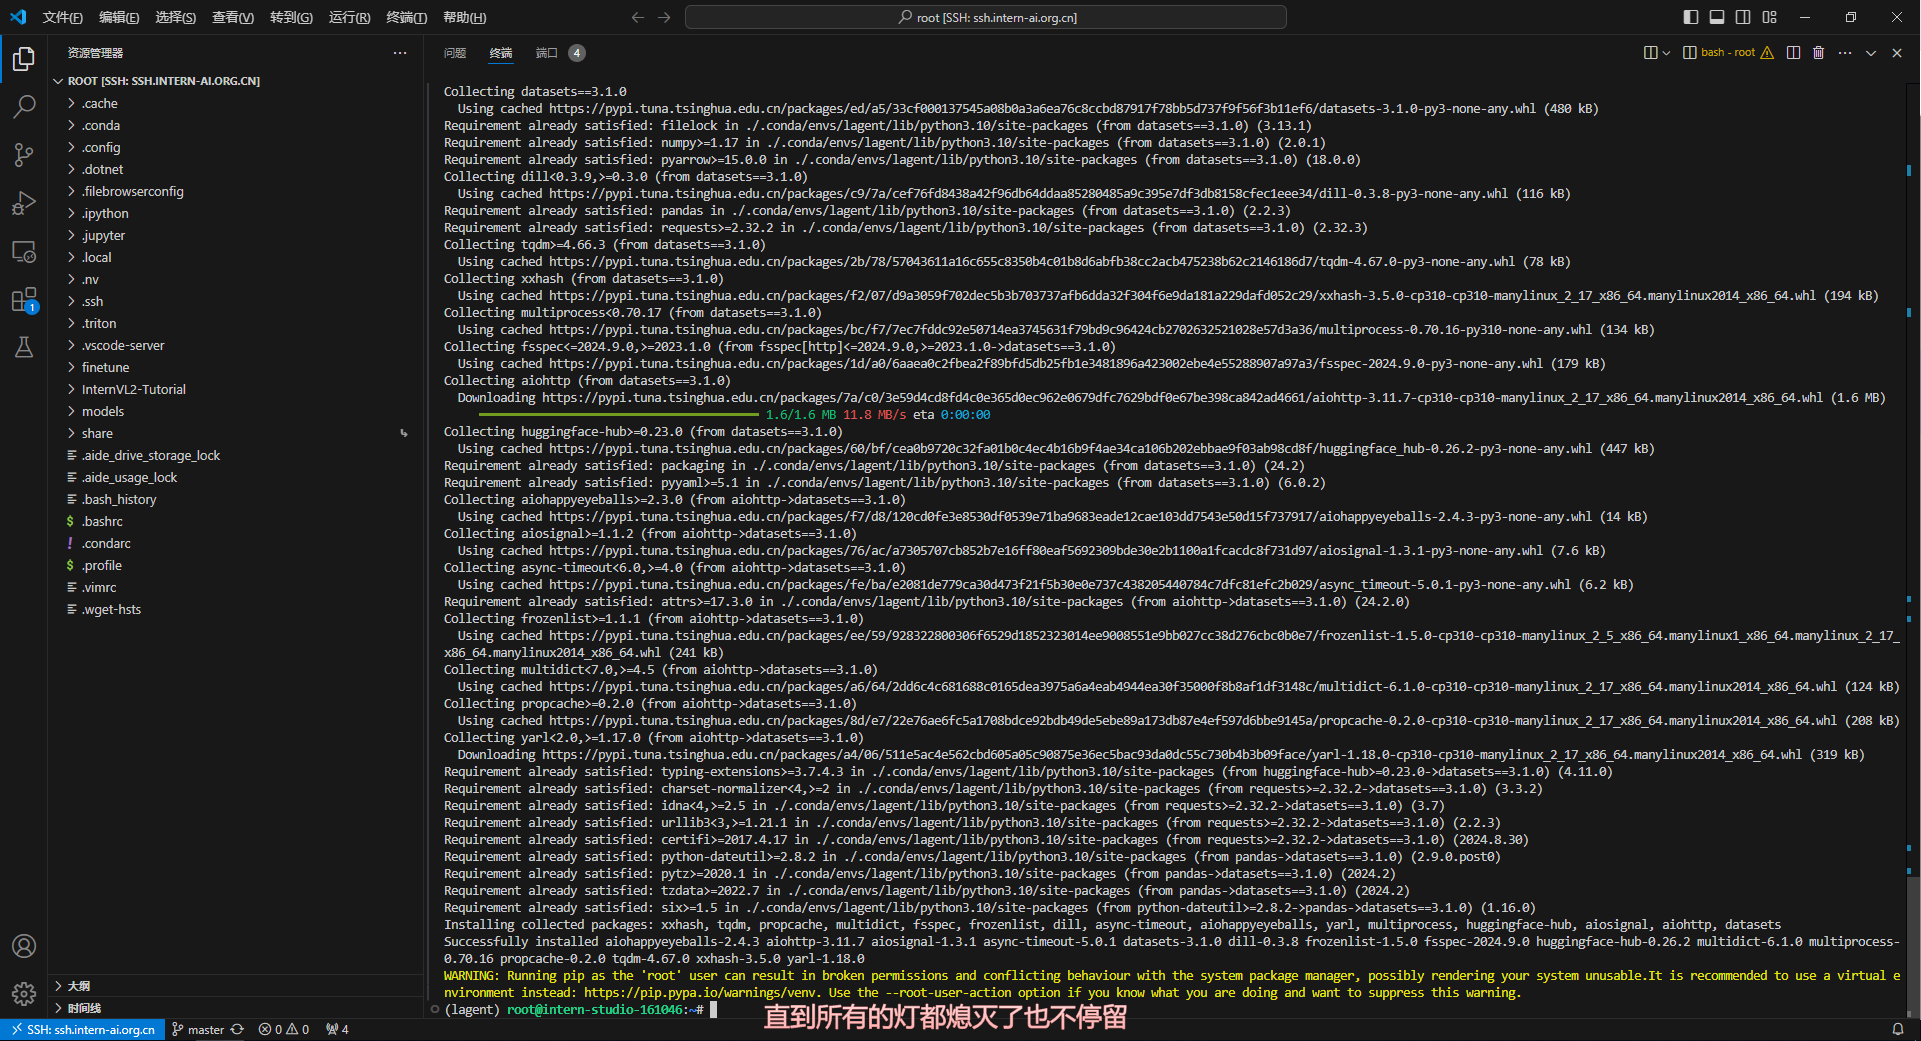 文件(F) 编辑(E) 选择(S) 查看(V) 转到(G) 运行(R) 终端(T) 帮助(H)
root [SSH: ssh.intern-ai.org.cn]
资源管理器
ROOT [SSH: SSH.INTERN-AI.ORG.CN]
.cache
.conda
.config
.dotnet
.filebrowserconfig
.ipython
.jupyter
.local
.nv
.ssh
.triton
.vscode-server
finetune
InternVL2-Tutorial
models
share
.aide_drive_storage_lock
.aide_usage_lock
.bash_history
$ .bashrc
! .condarc
$ .profile
.vimrc
.wget-hsts
大纲
时间线
1
问题 终端 端口 4
bash - root
Collecting datasets==3.1.0
Using cached https://pypi.tuna.tsinghua.edu.cn/packages/ed/a5/33cf000137545a08b0a3a6ea76c8ccbd87917f78bb5d737f9f56f3b11ef6/datasets-3.1.0-py3-none-any.whl (480 kB)
Requirement already satisfied: filelock in ./.conda/envs/lagent/lib/python3.10/site-packages (from datasets==3.1.0) (3.13.1)
Requirement already satisfied: numpy>=1.17 in ./.conda/envs/lagent/lib/python3.10/site-packages (from datasets==3.1.0) (2.0.1)
Requirement already satisfied: pyarrow>=15.0.0 in ./.conda/envs/lagent/lib/python3.10/site-packages (from datasets==3.1.0) (18.0.0)
Collecting dill<0.3.9,>=0.3.0 (from datasets==3.1.0)
Using cached https://pypi.tuna.tsinghua.edu.cn/packages/c9/7a/cef76fd8438a42f96db64ddaa85280485a9c395e7df3db8158cfec1eee34/dill-0.3.8-py3-none-any.whl (116 kB)
Requirement already satisfied: pandas in ./.conda/envs/lagent/lib/python3.10/site-packages (from datasets==3.1.0) (2.2.3)
Requirement already satisfied: requests>=2.32.2 in ./.conda/envs/lagent/lib/python3.10/site-packages (from datasets==3.1.0) (2.32.3)
Collecting tqdm>=4.66.3 (from datasets==3.1.0)
Using cached https://pypi.tuna.tsinghua.edu.cn/packages/2b/78/57043611a16c655c8350b4c01b8d6abfb38cc2acb475238b62c2146186d7/tqdm-4.67.0-py3-none-any.whl (78 kB)
Collecting xxhash (from datasets==3.1.0)
Using cached https://pypi.tuna.tsinghua.edu.cn/packages/f2/07/d9a3059f702dec5b3b703737afb6dda32f304f6e9da181a229dafd052c29/xxhash-3.5.0-cp310-cp310-manylinux_2_17_x86_64.manylinux2014_x86_64.whl (194 kB)
Collecting multiprocess<0.70.17 (from datasets==3.1.0)
Using cached https://pypi.tuna.tsinghua.edu.cn/packages/bc/f7/7ec7fddc92e50714ea3745631f79bd9c96424cb2702632521028e57d3a36/multiprocess-0.70.16-py310-none-any.whl (134 kB)
Collecting fsspec<=2024.9.0,>=2023.1.0 (from fsspec[http]<=2024.9.0,>=2023.1.0->datasets==3.1.0)
Using cached https://pypi.tuna.tsinghua.edu.cn/packages/1d/a0/6aaea0c2fbea2f89bfd5db25fb1e3481896a423002ebe4e55288907a97a3/fsspec-2024.9.0-py3-none-any.whl (179 kB)
Collecting aiohttp (from datasets==3.1.0)
Downloading https://pypi.tuna.tsinghua.edu.cn/packages/7a/c0/3e59d4cd8fd4c0e365d0ec962e0679dfc7629bdf0e67be398ca842ad4661/aiohttp-3.11.7-cp310-cp310-manylinux_2_17_x86_64.manylinux2014_x86_64.whl (1.6 MB)
1.6/1.6 MB 11.8 MB/s eta 0:00:00
Collecting huggingface-hub>=0.23.0 (from datasets==3.1.0)
Using cached https://pypi.tuna.tsinghua.edu.cn/packages/60/bf/cea0b9720c32fa01b0c4ec4b16b9f4ae34ca106b202ebbae9f03ab98cd8f/huggingface_hub-0.26.2-py3-none-any.whl (447 kB)
Requirement already satisfied: packaging in ./.conda/envs/lagent/lib/python3.10/site-packages (from datasets==3.1.0) (24.2)
Requirement already satisfied: pyyaml>=5.1 in ./.conda/envs/lagent/lib/python3.10/site-packages (from datasets==3.1.0) (6.0.2)
Collecting aiohappyeyeballs>=2.3.0 (from aiohttp->datasets==3.1.0)
Using cached https://pypi.tuna.tsinghua.edu.cn/packages/f7/d8/120cd0fe3e8530df0539e71ba9683eade12cae103dd7543e50d15f737917/aiohappyeyeballs-2.4.3-py3-none-any.whl (14 kB)
Collecting aiosignal>=1.1.2 (from aiohttp->datasets==3.1.0)
Using cached https://pypi.tuna.tsinghua.edu.cn/packages/76/ac/a7305707cb852b7e16ff80eaf5692309bde30e2b1100a1fcacdc8f731d97/aiosignal-1.3.1-py3-none-any.whl (7.6 kB)
Collecting async-timeout<6.0,>=4.0 (from aiohttp->datasets==3.1.0)
Using cached https://pypi.tuna.tsinghua.edu.cn/packages/fe/ba/e2081de779ca30d473f21f5b30e0e737c438205440784c7dfc81efc2b029/async_timeout-5.0.1-py3-none-any.whl (6.2 kB)
Requirement already satisfied: attrs>=17.3.0 in ./.conda/envs/lagent/lib/python3.10/site-packages (from aiohttp->datasets==3.1.0) (24.2.0)
Collecting frozenlist>=1.1.1 (from aiohttp->datasets==3.1.0)
Using cached https://pypi.tuna.tsinghua.edu.cn/packages/ee/59/928322800306f6529d1852323014ee9008551e9bb027cc38d276cbc0b0e7/frozenlist-1.5.0-cp310-cp310-manylinux_2_5_x86_64.manylinux1_x86_64.manylinux_2_17_
x86_64.manylinux2014_x86_64.whl (241 kB)
Collecting multidict<7.0,>=4.5 (from aiohttp->datasets==3.1.0)
Using cached https://pypi.tuna.tsinghua.edu.cn/packages/a6/64/2dd6c4c681688c0165dea3975a6a4eab4944ea30f35000f8b8af1df3148c/multidict-6.1.0-cp310-cp310-manylinux_2_17_x86_64.manylinux2014_x86_64.whl (124 kB)
Collecting propcache>=0.2.0 (from aiohttp->datasets==3.1.0)
Using cached https://pypi.tuna.tsinghua.edu.cn/packages/8d/e7/22e76ae6fc5a1708bdce92bdb49de5ebe89a173db87e4ef597d6bbe9145a/propcache-0.2.0-cp310-cp310-manylinux_2_17_x86_64.manylinux2014_x86_64.whl (208 kB)
Collecting yarl<2.0,>=1.17.0 (from aiohttp->datasets==3.1.0)
Downloading https://pypi.tuna.tsinghua.edu.cn/packages/a4/06/511e5ac4e562cbd605a05c90875e36ec5bac93da0dc55c730b4b3b09face/yarl-1.18.0-cp310-cp310-manylinux_2_17_x86_64.manylinux2014_x86_64.whl (319 kB)
Requirement already satisfied: typing-extensions>=3.7.4.3 in ./.conda/envs/lagent/lib/python3.10/site-packages (from huggingface-hub>=0.23.0->datasets==3.1.0) (4.11.0)
Requirement already satisfied: charset-normalizer<4,>=2 in ./.conda/envs/lagent/lib/python3.10/site-packages (from requests>=2.32.2->datasets==3.1.0) (3.3.2)
Requirement already satisfied: idna<4,>=2.5 in ./.conda/envs/lagent/lib/python3.10/site-packages (from requests>=2.32.2->datasets==3.1.0) (3.7)
Requirement already satisfied: urllib3<3,>=1.21.1 in ./.conda/envs/lagent/lib/python3.10/site-packages (from requests>=2.32.2->datasets==3.1.0) (2.2.3)
Requirement already satisfied: certifi>=2017.4.17 in ./.conda/envs/lagent/lib/python3.10/site-packages (from requests>=2.32.2->datasets==3.1.0) (2024.8.30)
Requirement already satisfied: python-dateutil>=2.8.2 in ./.conda/envs/lagent/lib/python3.10/site-packages (from pandas->datasets==3.1.0) (2.9.0.post0)
Requirement already satisfied: pytz>=2020.1 in ./.conda/envs/lagent/lib/python3.10/site-packages (from pandas->datasets==3.1.0) (2024.2)
Requirement already satisfied: tzdata>=2022.7 in ./.conda/envs/lagent/lib/python3.10/site-packages (from pandas->datasets==3.1.0) (2024.2)
Requirement already satisfied: six>=1.5 in ./.conda/envs/lagent/lib/python3.10/site-packages (from python-dateutil>=2.8.2->pandas->datasets==3.1.0) (1.16.0)
Installing collected packages: xxhash, tqdm, propcache, multidict, fsspec, frozenlist, dill, async-timeout, aiohappyeyeballs, yarl, multiprocess, huggingface-hub, aiosignal, aiohttp, datasets
Successfully installed aiohappyeyeballs-2.4.3 aiohttp-3.11.7 aiosignal-1.3.1 async-timeout-5.0.1 datasets-3.1.0 dill-0.3.8 frozenlist-1.5.0 fsspec-2024.9.0 huggingface-hub-0.26.2 multidict-6.1.0 multiprocess-
0.70.16 propcache-0.2.0 tqdm-4.67.0 xxhash-3.5.0 yarl-1.18.0
WARNING: Running pip as the 'root' user can result in broken permissions and conflicting behaviour with the system package manager, possibly rendering your system unusable.It is recommended to use a virtual e
nvironment instead: https://pip.pypa.io/warnings/venv. Use the --root-user-action option if you know what you are doing and want to suppress this warning.
(lagent) root@intern-studio-161046:~#
直到所有的灯都熄灭了也不停留
SSH: ssh.intern-ai.org.cn master 0 0 4